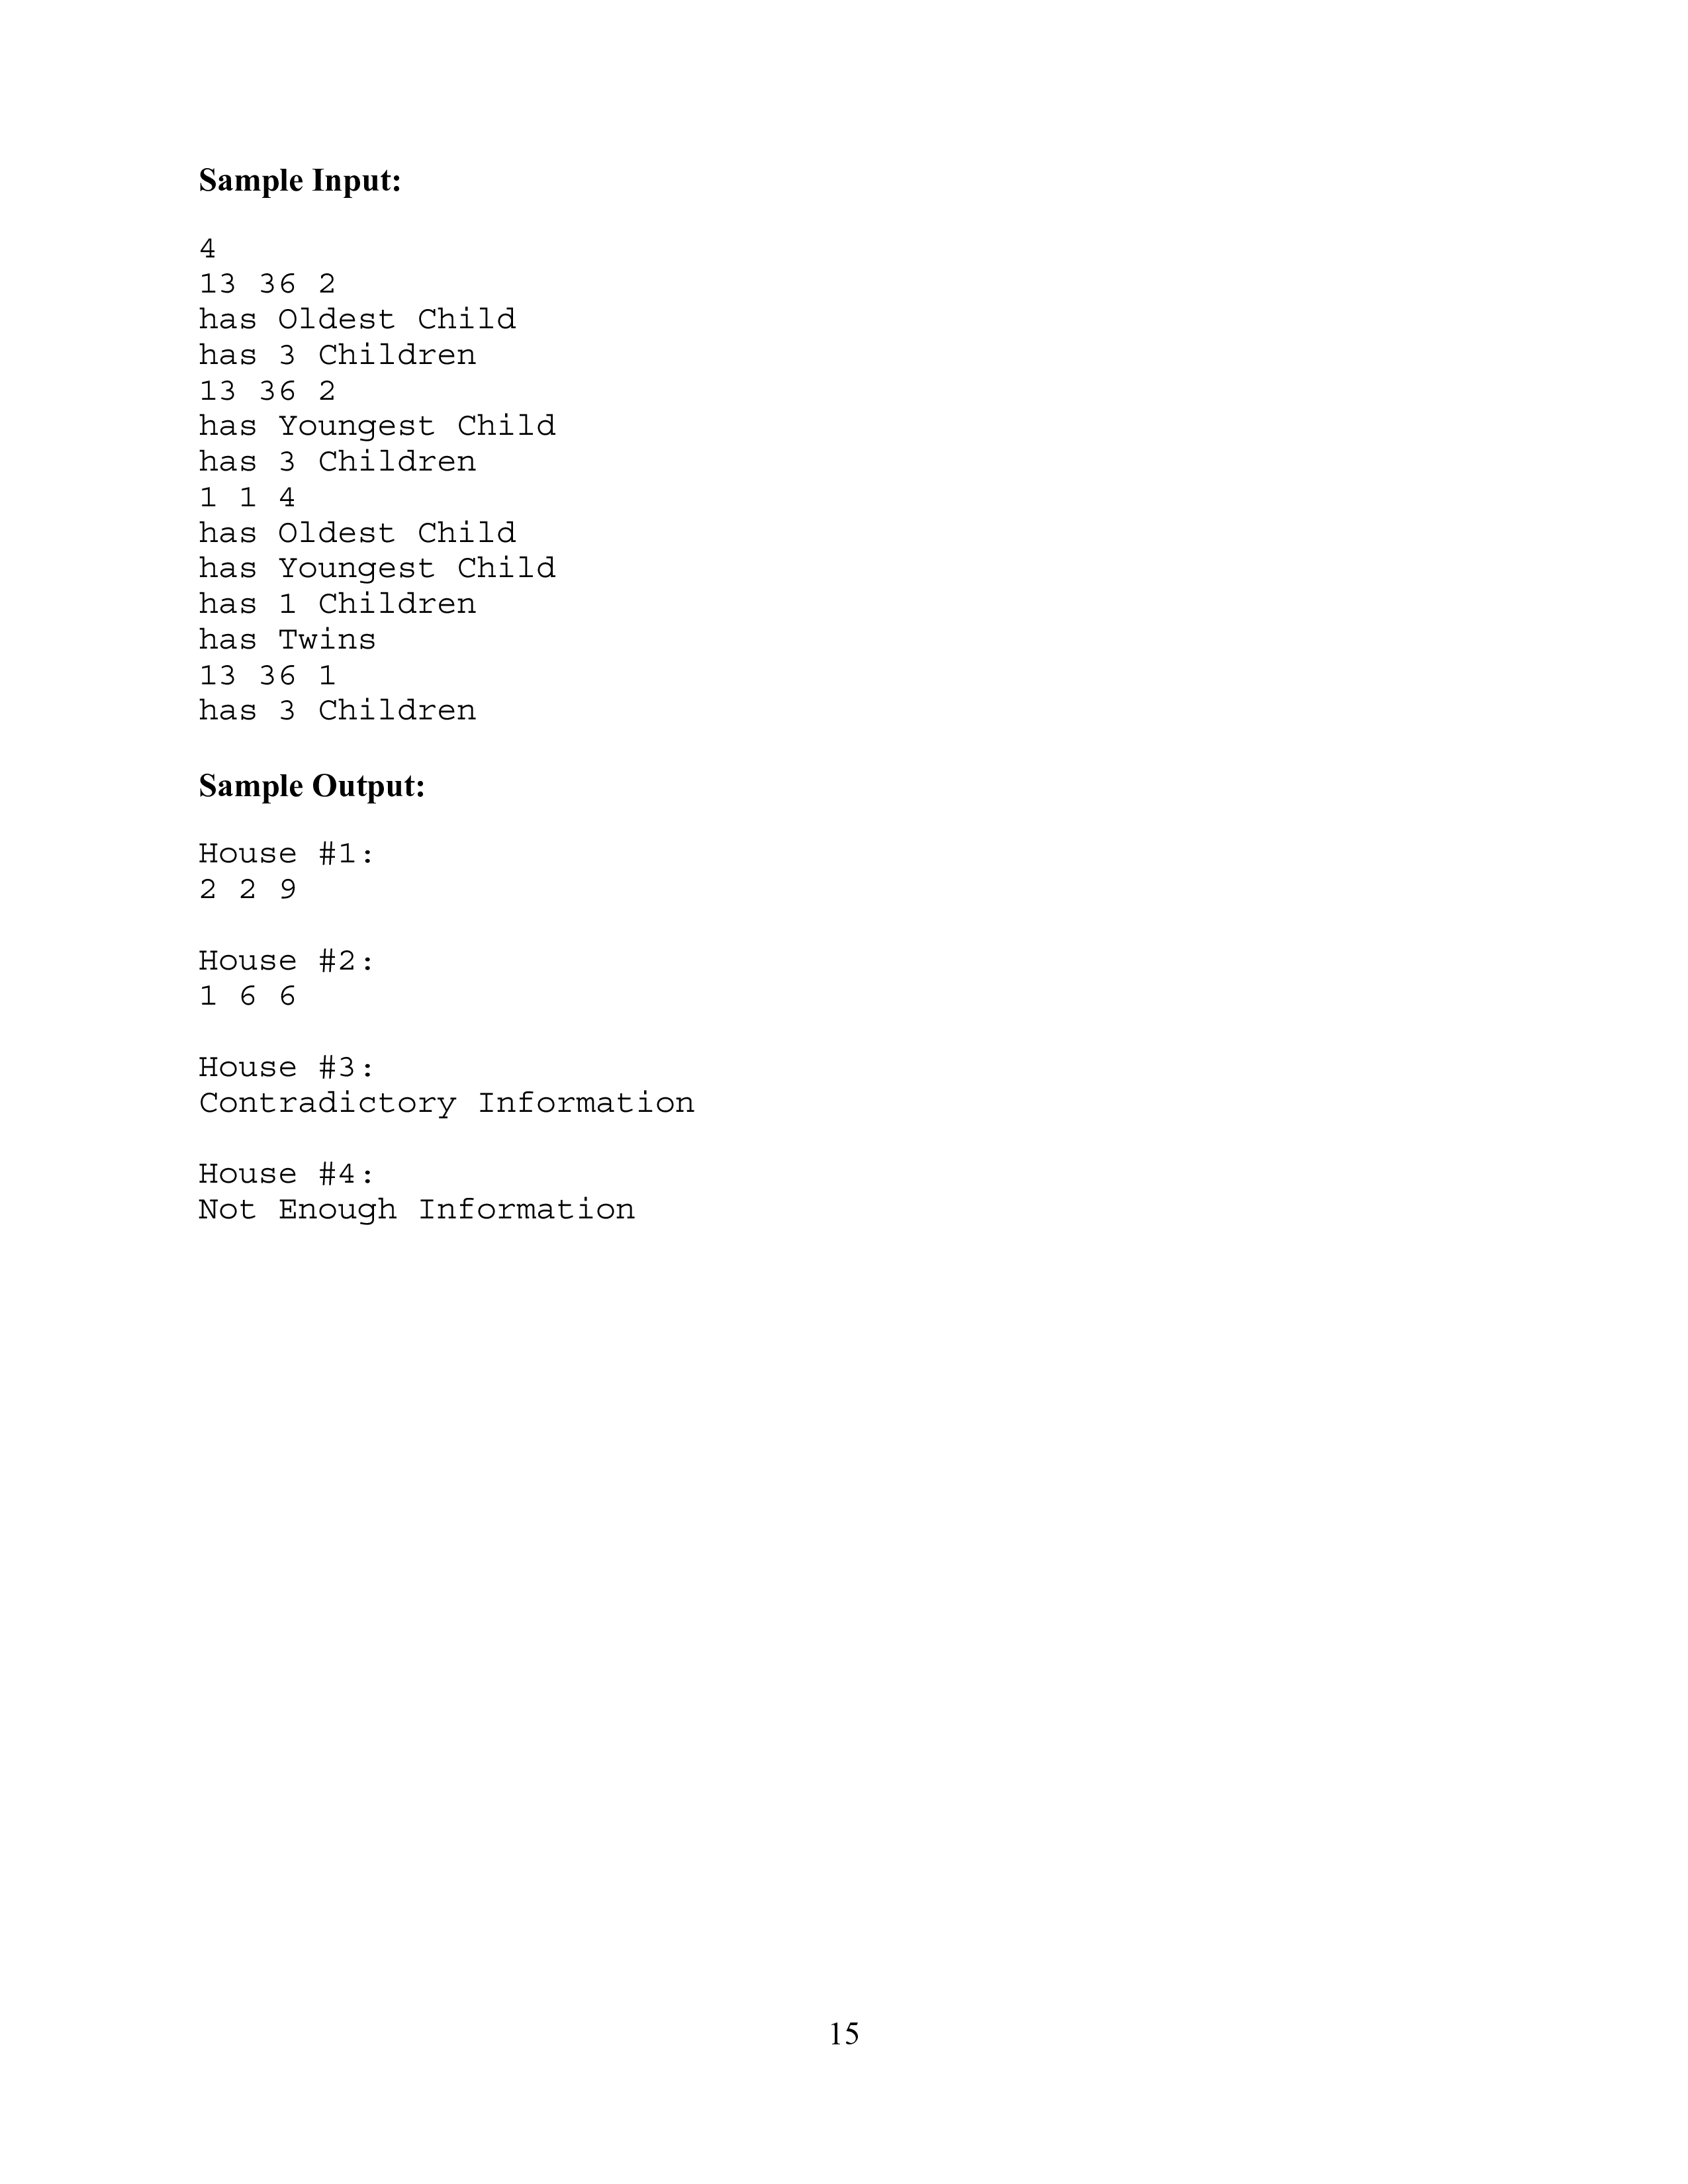 Sample Input:
4
13 36 2
has Oldest Child
has 3 Children
13 36 2
has Youngest Child
has 3 Children
1 1 4
has Oldest Child
has Youngest Child
has 1 Children
has Twins
13 36 1
has 3 Children
Sample Output:
House #1:
2 2 9
House #2:
1 6 6
House #3:
Contradictory Information
House #4:
Not Enough Information
15